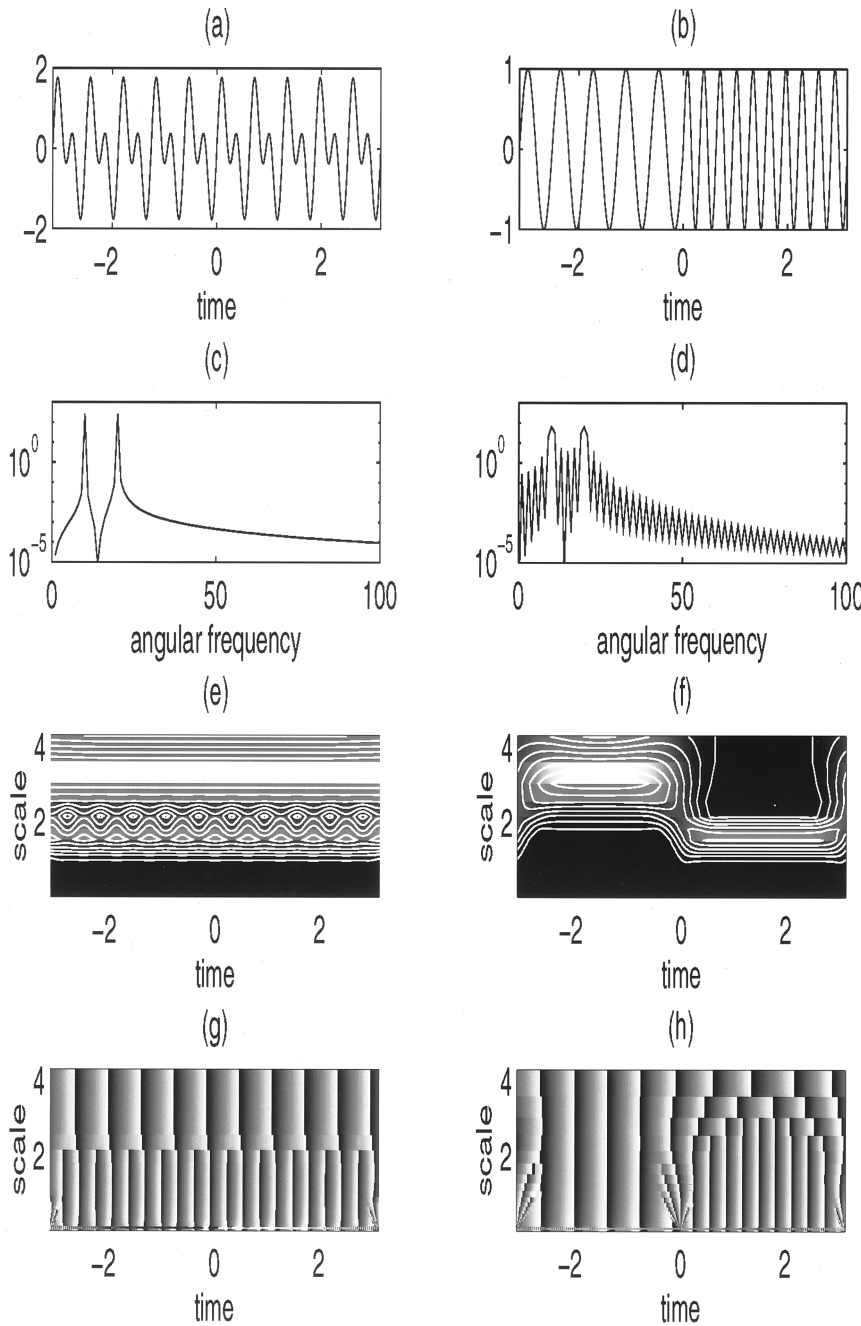 (a)
2
0
−2
−2 0 2
time
(b)
1
0
−1
−2 0 2
time
(c)
10^0
10^−5
0 50 100
angular frequency
(d)
10^0
10^−5
0 50 100
angular frequency
(e)
4
2
scale
−2 0 2
time
(f)
4
2
scale
−2 0 2
time
(g)
4
2
scale
−2 0 2
time
(h)
4
2
scale
−2 0 2
time